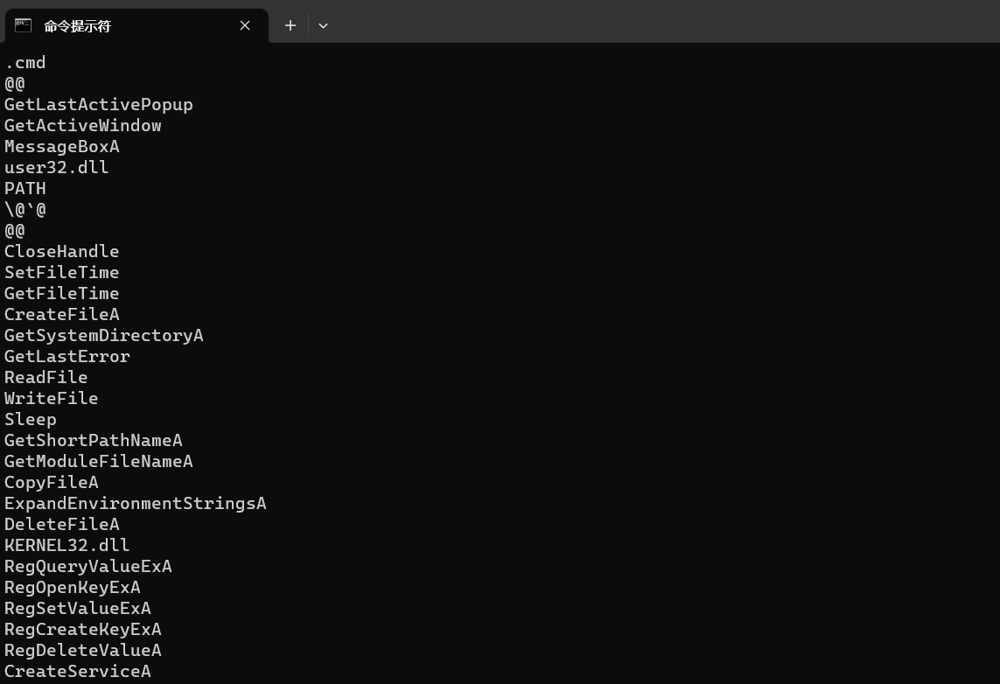 命令提示符
.cmd
@@
GetLastActivePopup
GetActiveWindow
MessageBoxA
user32.dll
PATH
\@`@
@@
CloseHandle
SetFileTime
GetFileTime
CreateFileA
GetSystemDirectoryA
GetLastError
ReadFile
WriteFile
Sleep
GetShortPathNameA
GetModuleFileNameA
CopyFileA
ExpandEnvironmentStringsA
DeleteFileA
KERNEL32.dll
RegQueryValueExA
RegOpenKeyExA
RegSetValueExA
RegCreateKeyExA
RegDeleteValueA
CreateServiceA